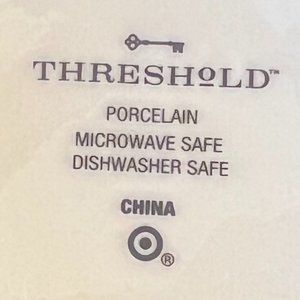 THRESHOLD™
PORCELAIN
MICROWAVE SAFE
DISHWASHER SAFE
CHINA
®